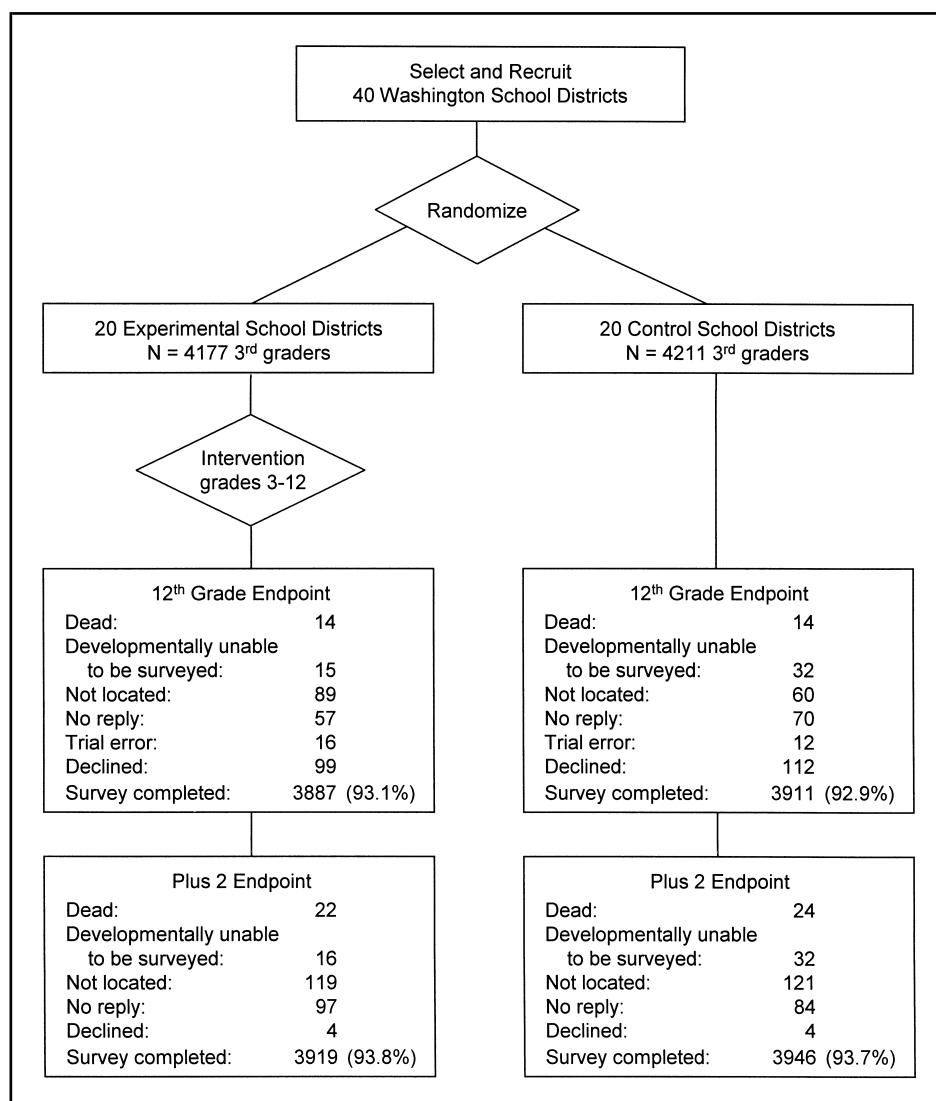 Select and Recruit
40 Washington School Districts
Randomize
20 Experimental School Districts
N = 4177 3rd graders
20 Control School Districts
N = 4211 3rd graders
Intervention
grades 3-12
12th Grade Endpoint
Dead: 14
Developmentally unable
to be surveyed: 15
Not located: 89
No reply: 57
Trial error: 16
Declined: 99
Survey completed: 3887 (93.1%)
12th Grade Endpoint
Dead: 14
Developmentally unable
to be surveyed: 32
Not located: 60
No reply: 70
Trial error: 12
Declined: 112
Survey completed: 3911 (92.9%)
Plus 2 Endpoint
Dead: 22
Developmentally unable
to be surveyed: 16
Not located: 119
No reply: 97
Declined: 4
Survey completed: 3919 (93.8%)
Plus 2 Endpoint
Dead: 24
Developmentally unable
to be surveyed: 32
Not located: 121
No reply: 84
Declined: 4
Survey completed: 3946 (93.7%)